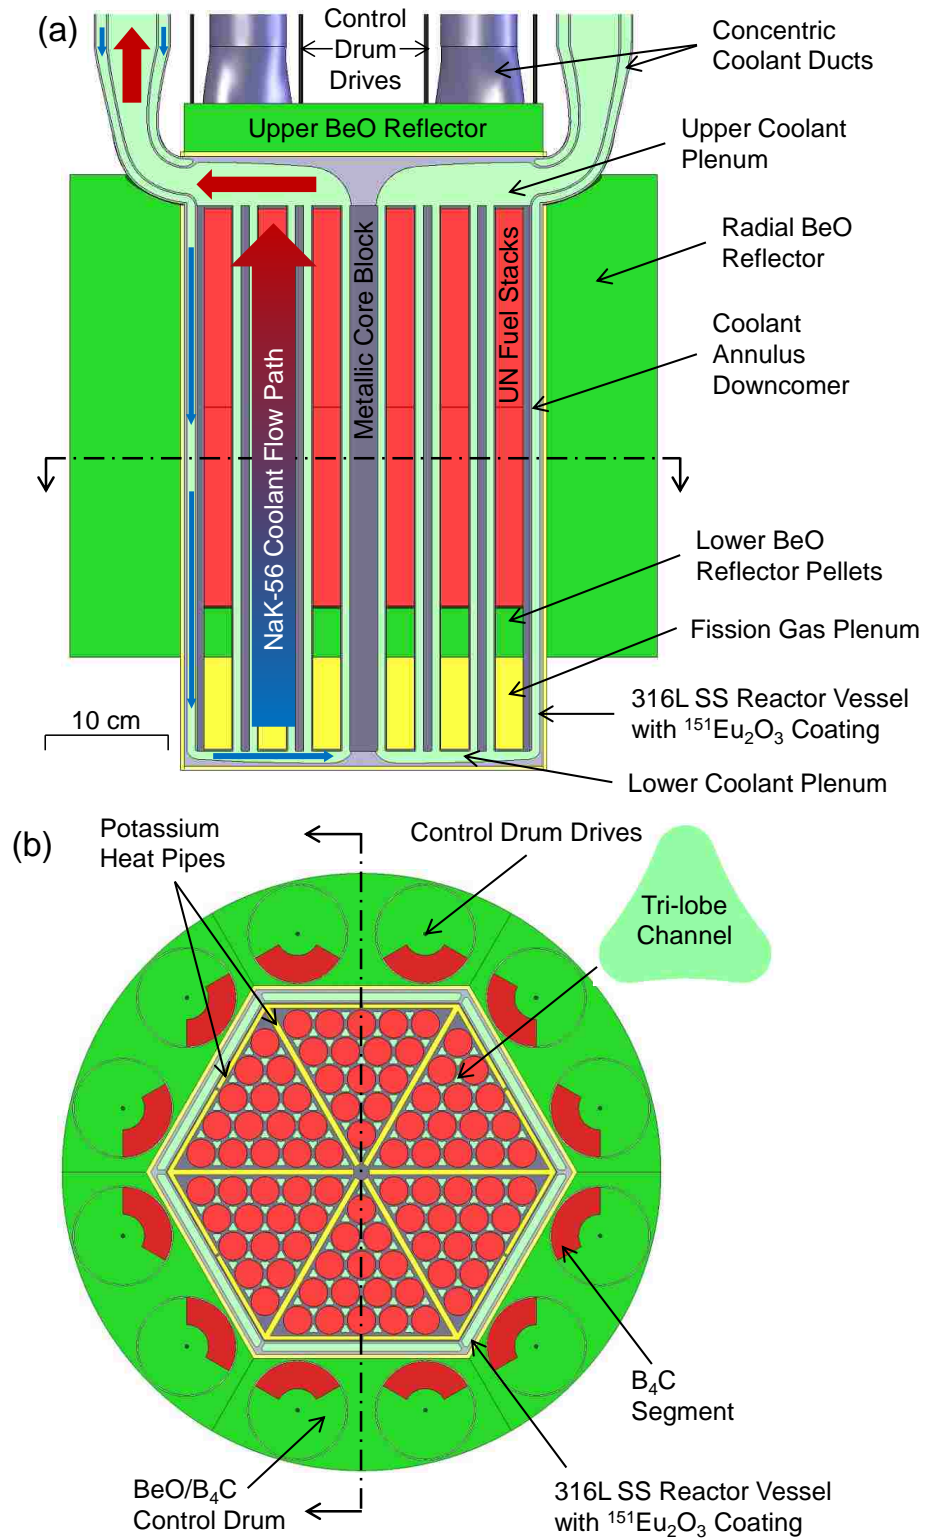 (a)
Control
Drum
Drives
Concentric
Coolant Ducts
Upper BeO Reflector
Upper Coolant
Plenum
Radial BeO
Reflector
Metallic Core Block
UN Fuel Stacks
Coolant
Annulus
Downcomer
NaK-56 Coolant Flow Path
Lower BeO
Reflector Pellets
Fission Gas Plenum
10 cm
316L SS Reactor Vessel
with ¹⁵¹Eu₂O₃ Coating
Lower Coolant Plenum
(b)
Potassium
Heat Pipes
Control Drum Drives
Tri-lobe
Channel
B₄C
Segment
BeO/B₄C
Control Drum
316L SS Reactor Vessel
with ¹⁵¹Eu₂O₃ Coating